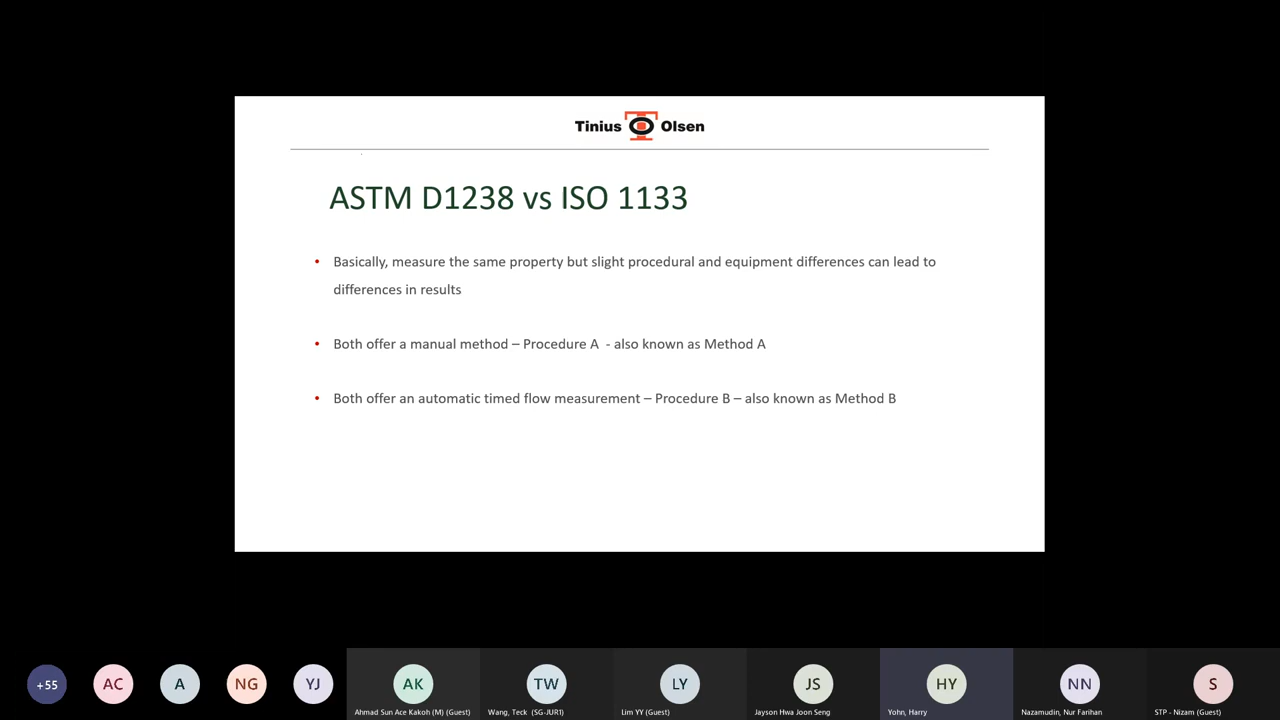 Tinius Olsen
ASTM D1238 vs ISO 1133
• Basically, measure the same property but slight procedural and equipment differences can lead to
differences in results
• Both offer a manual method – Procedure A - also known as Method A
• Both offer an automatic timed flow measurement – Procedure B – also known as Method B
+55
AC
A
NG
YJ
AK
TW
LY
JS
HY
NN
S
Ahmad Sun Ace Kakoh (M) (Guest)
Wang, Teck (SG-JUR1)
Lim YY (Guest)
Jayson Hwa Joon Seng
Yohn, Harry
Nazamudin, Nur Farihan
STP - Nizam (Guest)